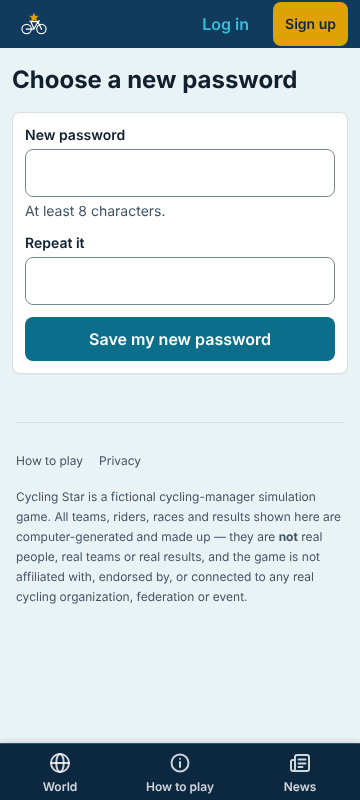 Log in
Sign up
Choose a new password
New password
At least 8 characters.
Repeat it
Save my new password
How to play
Privacy
Cycling Star is a fictional cycling-manager simulation
game. All teams, riders, races and results shown here are
computer-generated and made up — they are not real
people, real teams or real results, and the game is not
affiliated with, endorsed by, or connected to any real
cycling organization, federation or event.
World
How to play
News